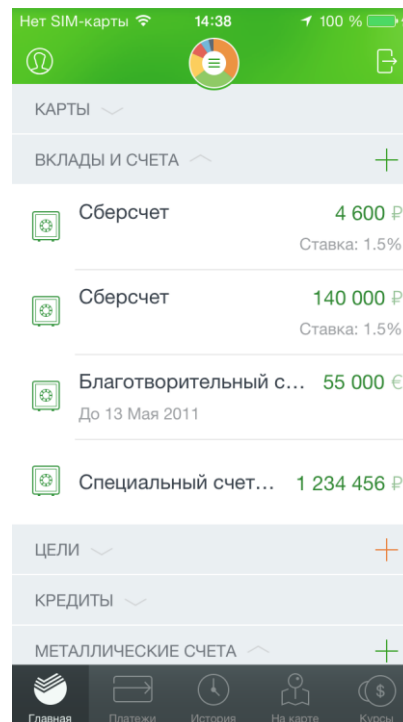 Нет SIM-карты 14:38 100 %
КАРТЫ
ВКЛАДЫ И СЧЕТА
Сберсчет 4 600 ₽
Ставка: 1.5%
Сберсчет 140 000 ₽
Ставка: 1.5%
Благотворительный с... 55 000 €
До 13 Мая 2011
Специальный счет... 1 234 456 ₽
ЦЕЛИ
КРЕДИТЫ
МЕТАЛЛИЧЕСКИЕ СЧЕТА
Главная Платежи История На карте Курсы